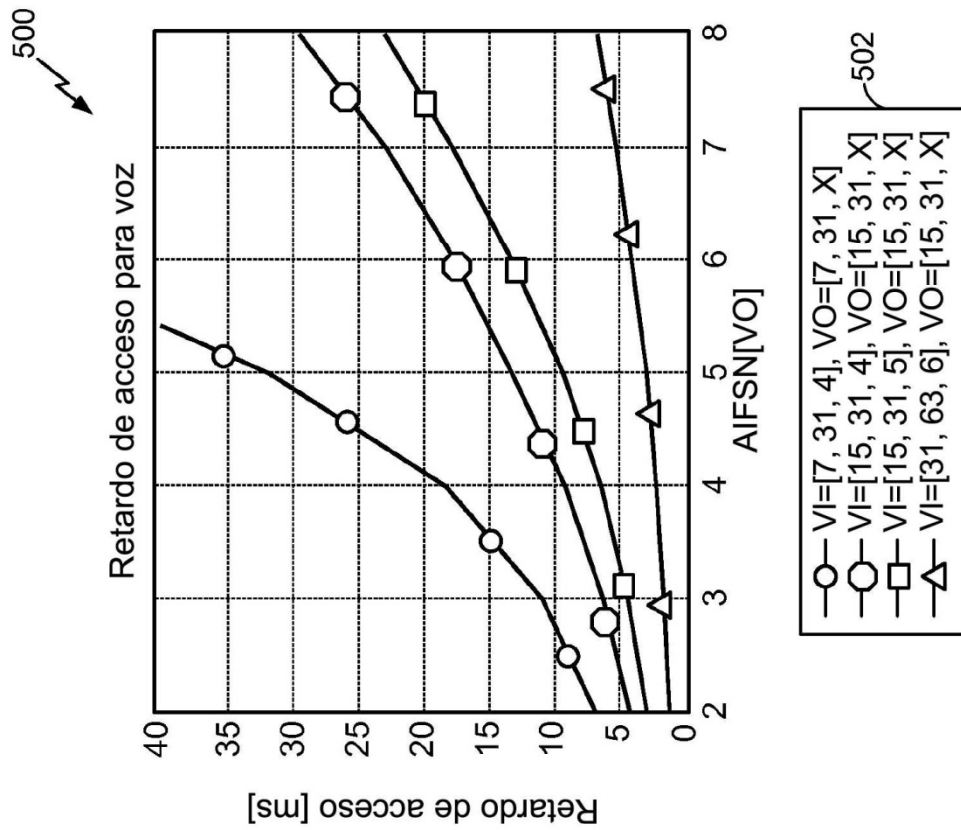 500
Retardo de acceso para voz
Retardo de acceso [ms]
40
35
30
25
20
15
10
5
0
2
3
4
5
6
7
8
AIFSN[VO]
502
VI=[7, 31, 4], VO=[7, 31, X]
VI=[15, 31, 4], VO=[15, 31, X]
VI=[15, 31, 5], VO=[15, 31, X]
VI=[31, 63, 6], VO=[15, 31, X]